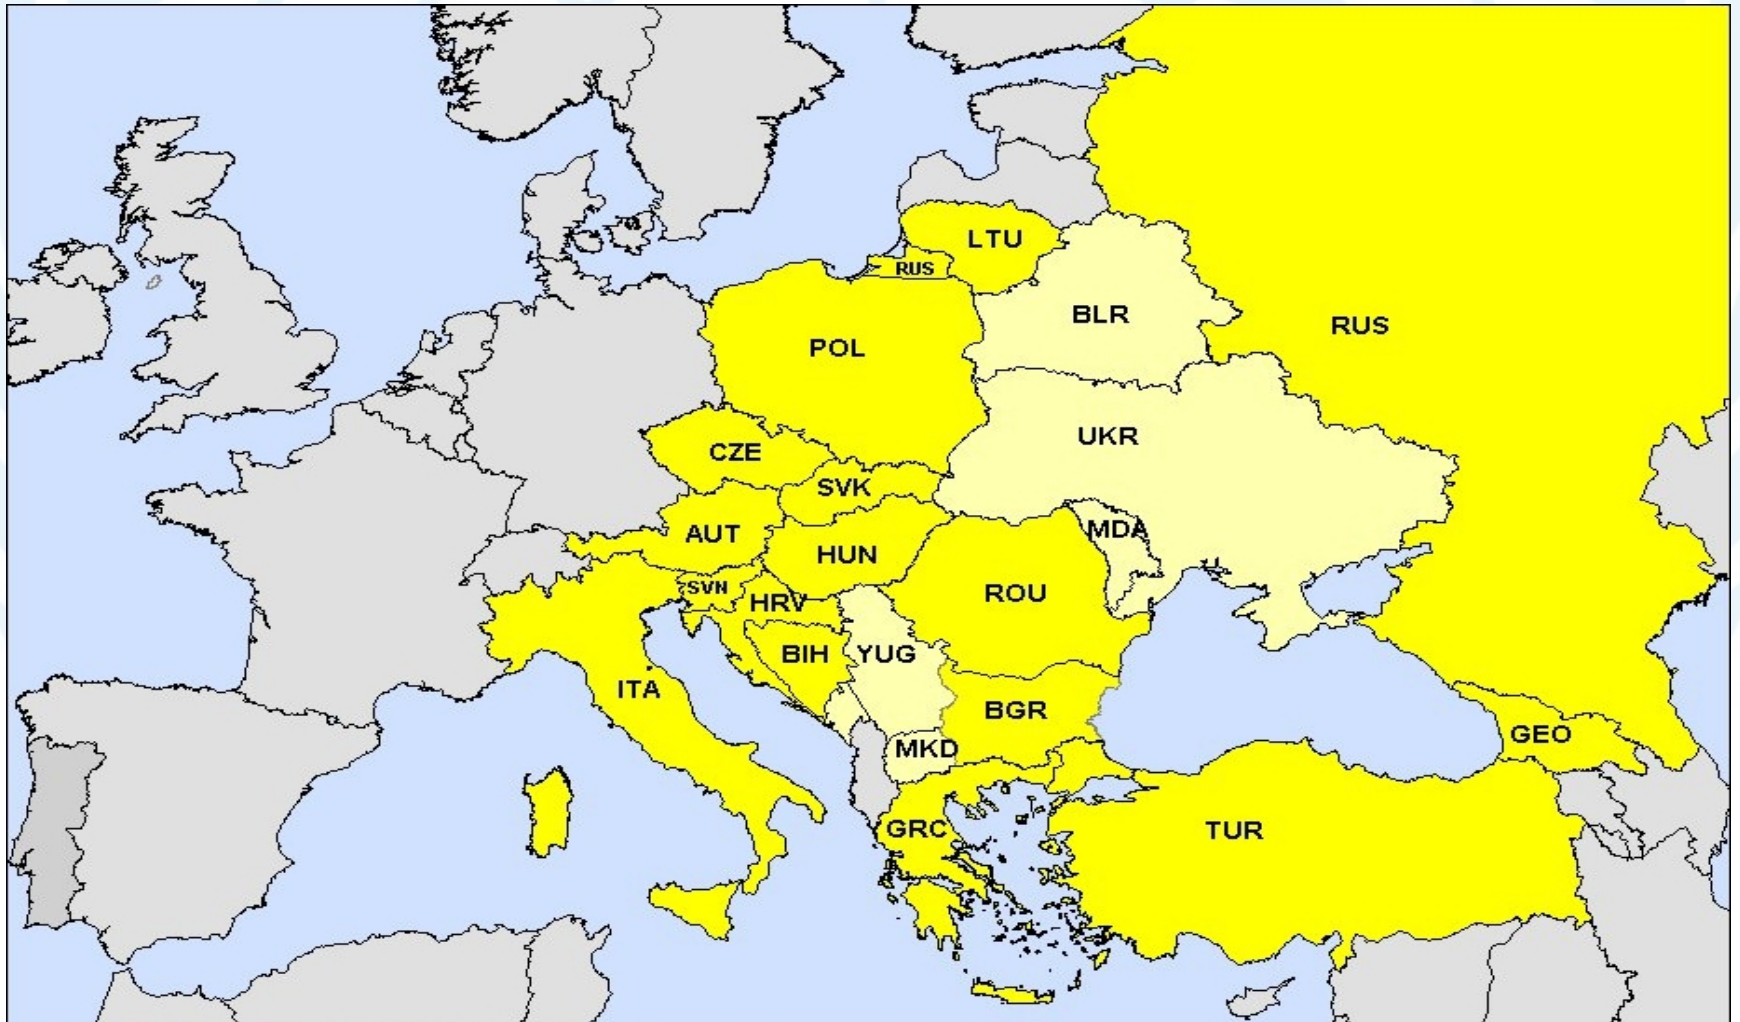 LTU
RUS
BLR
RUS
POL
UKR
CZE
SVK
MDA
AUT
HUN
SVN
HRV
ROU
BIH
YUG
ITA
BGR
MKD
GEO
GRC
TUR